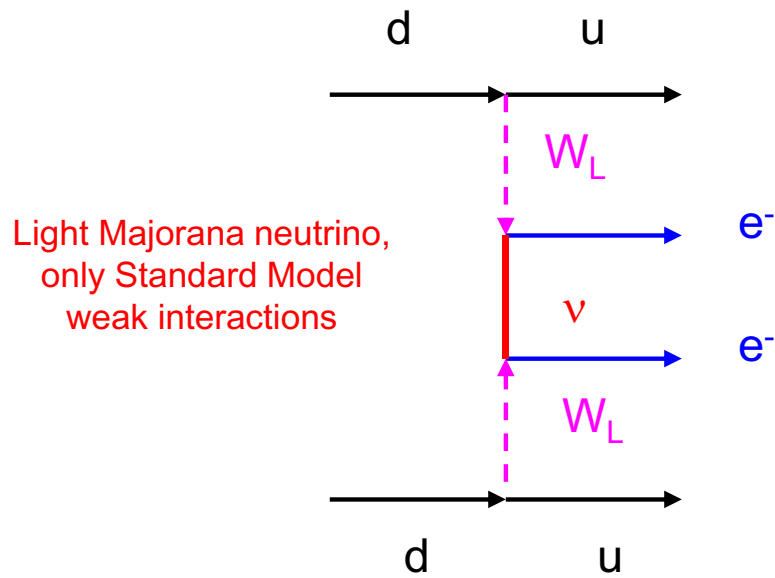 d u
W_L
Light Majorana neutrino,
only Standard Model
weak interactions
e⁻
ν
e⁻
W_L
d u